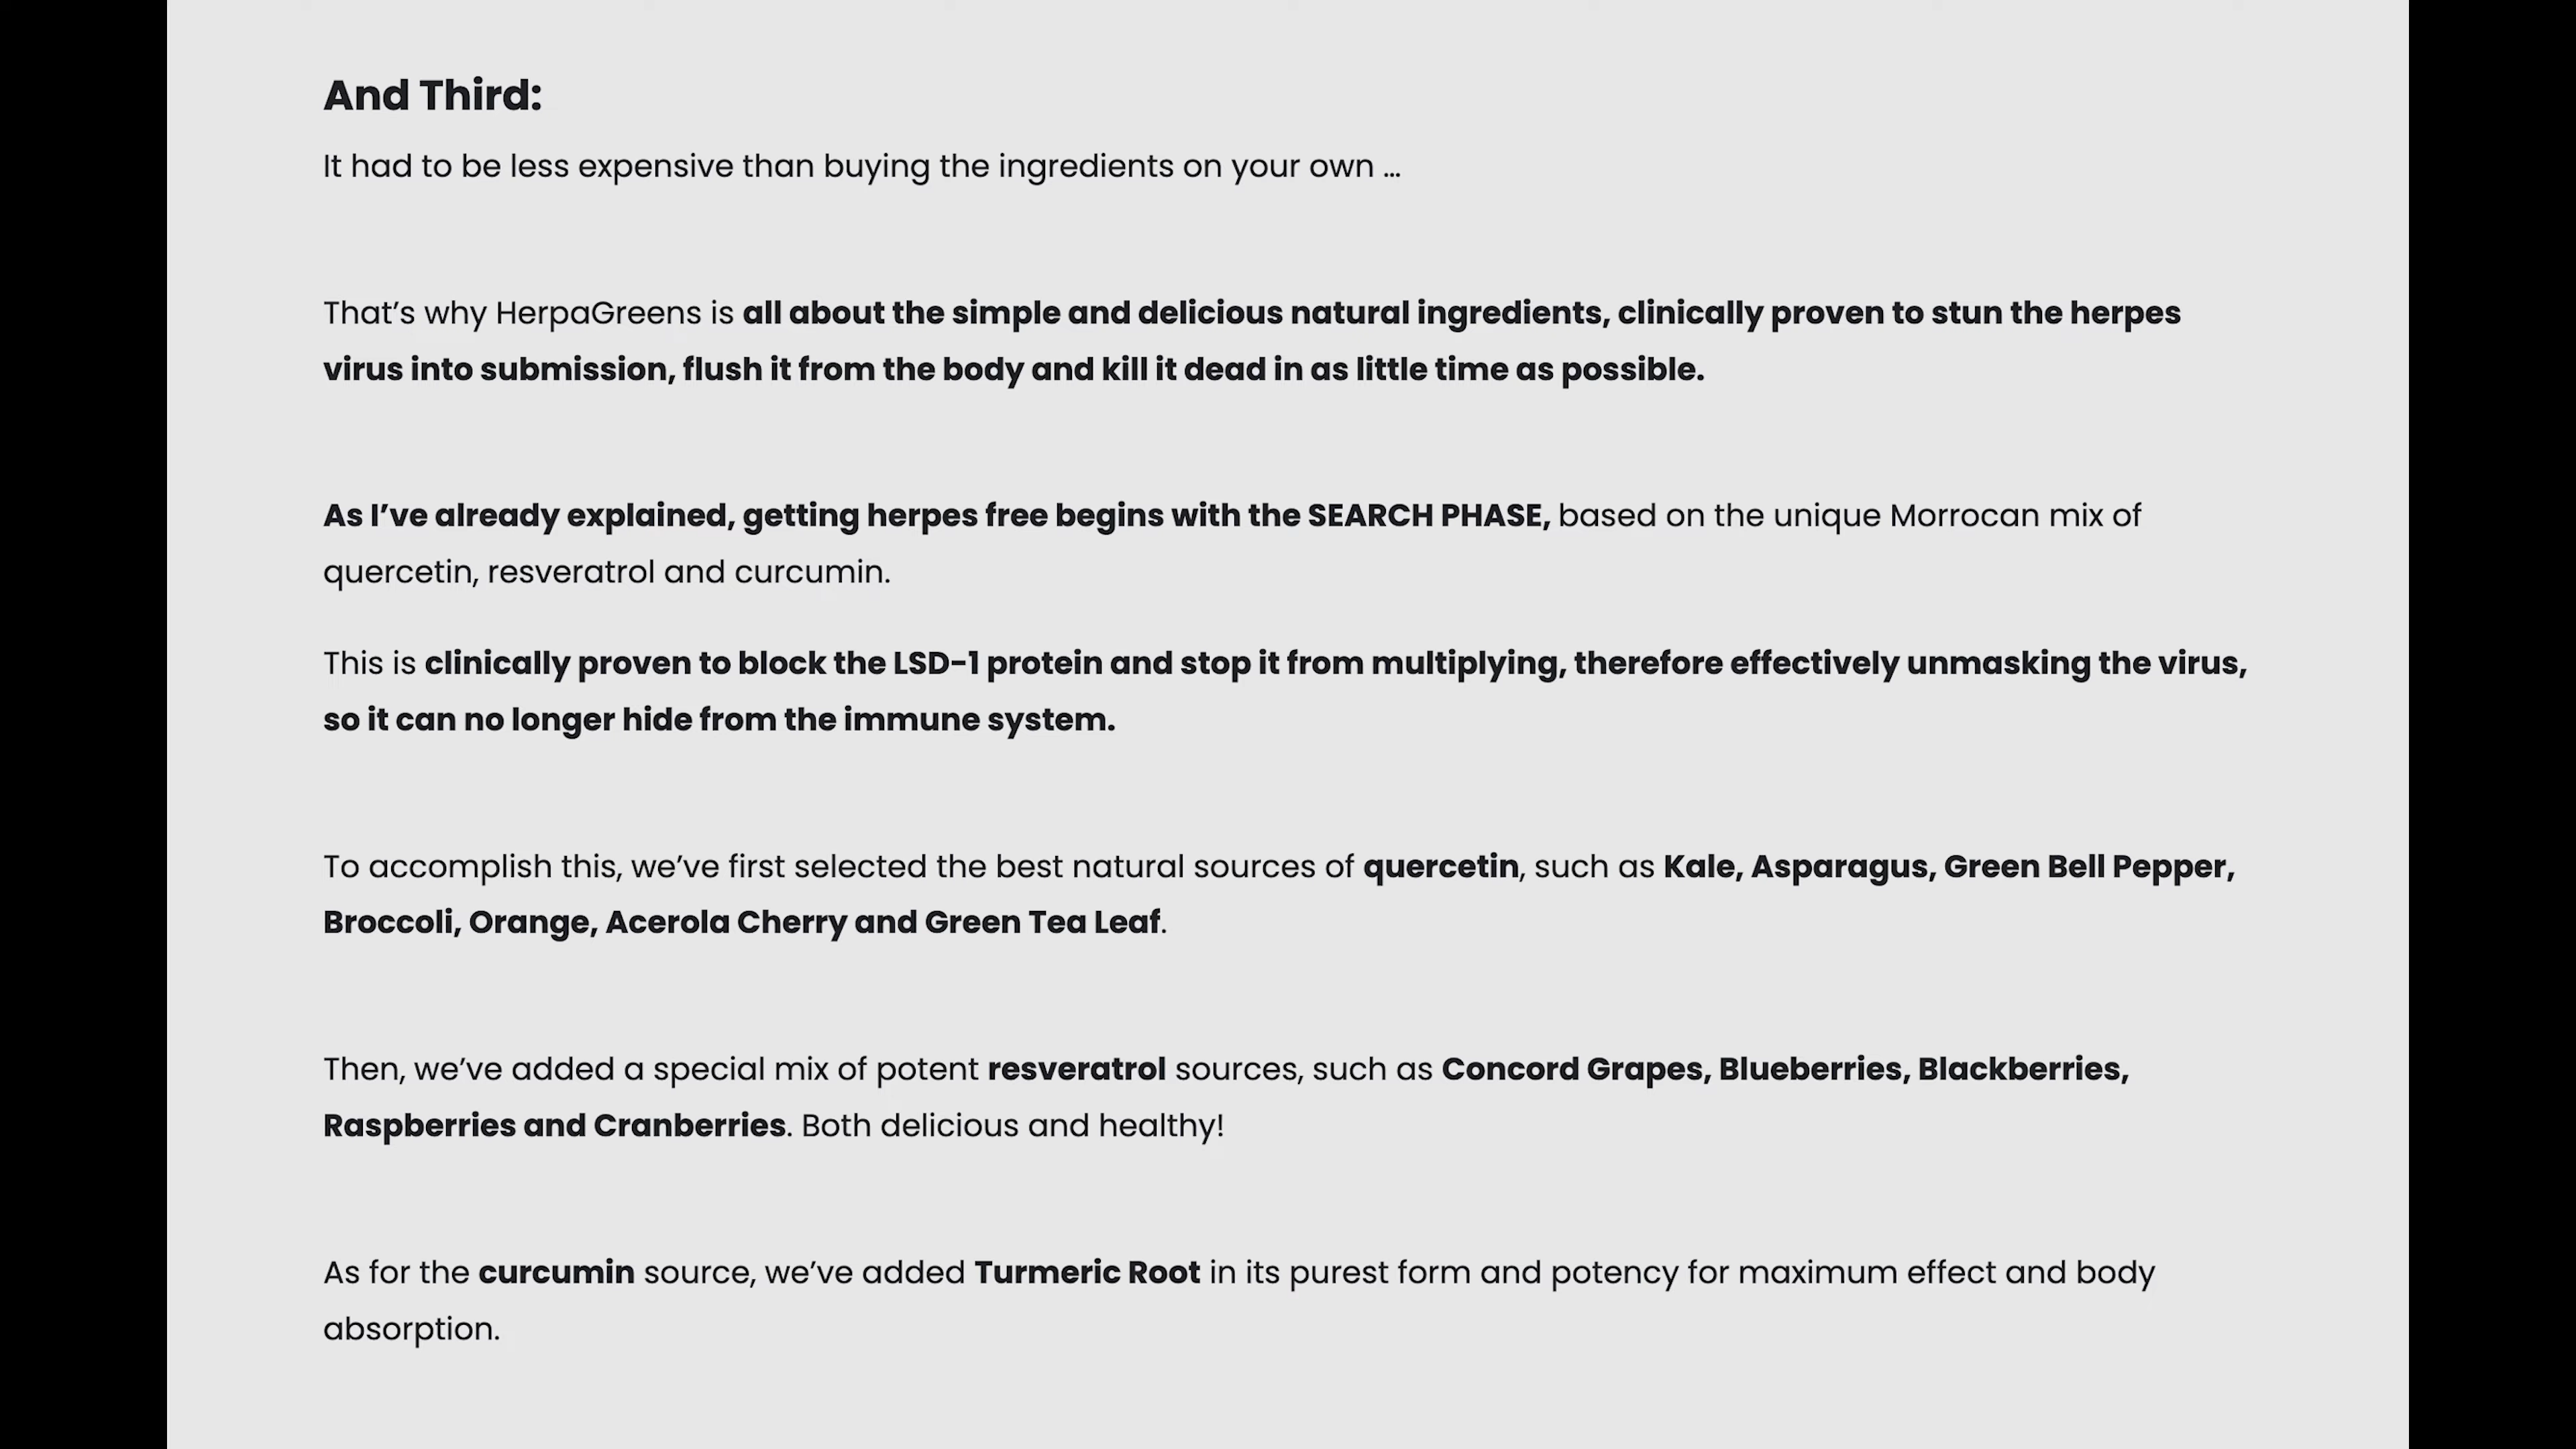 And Third:
It had to be less expensive than buying the ingredients on your own ...
That’s why HerpaGreens is all about the simple and delicious natural ingredients, clinically proven to stun the herpes
virus into submission, flush it from the body and kill it dead in as little time as possible.
As I’ve already explained, getting herpes free begins with the SEARCH PHASE, based on the unique Morrocan mix of
quercetin, resveratrol and curcumin.
This is clinically proven to block the LSD-1 protein and stop it from multiplying, therefore effectively unmasking the virus,
so it can no longer hide from the immune system.
To accomplish this, we’ve first selected the best natural sources of quercetin, such as Kale, Asparagus, Green Bell Pepper,
Broccoli, Orange, Acerola Cherry and Green Tea Leaf.
Then, we’ve added a special mix of potent resveratrol sources, such as Concord Grapes, Blueberries, Blackberries,
Raspberries and Cranberries. Both delicious and healthy!
As for the curcumin source, we’ve added Turmeric Root in its purest form and potency for maximum effect and body
absorption.